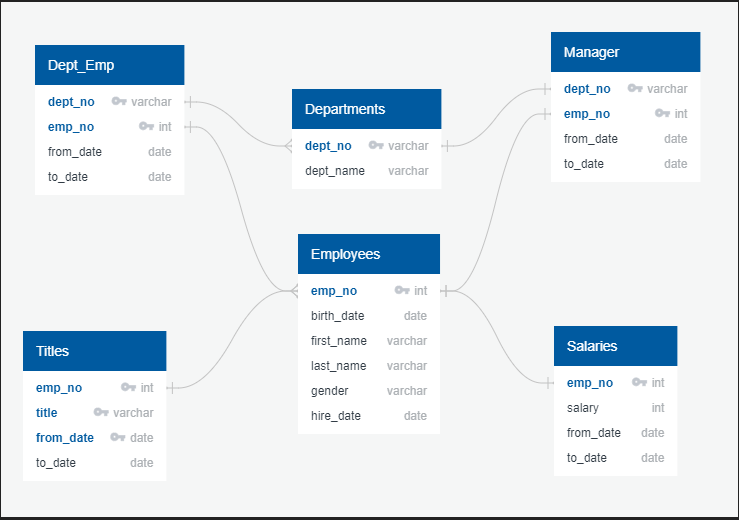 Dept_Emp
dept_no varchar
emp_no int
from_date date
to_date date
Departments
dept_no varchar
dept_name varchar
Manager
dept_no varchar
emp_no int
from_date date
to_date date
Employees
emp_no int
birth_date date
first_name varchar
last_name varchar
gender varchar
hire_date date
Titles
emp_no int
title varchar
from_date date
to_date date
Salaries
emp_no int
salary int
from_date date
to_date date